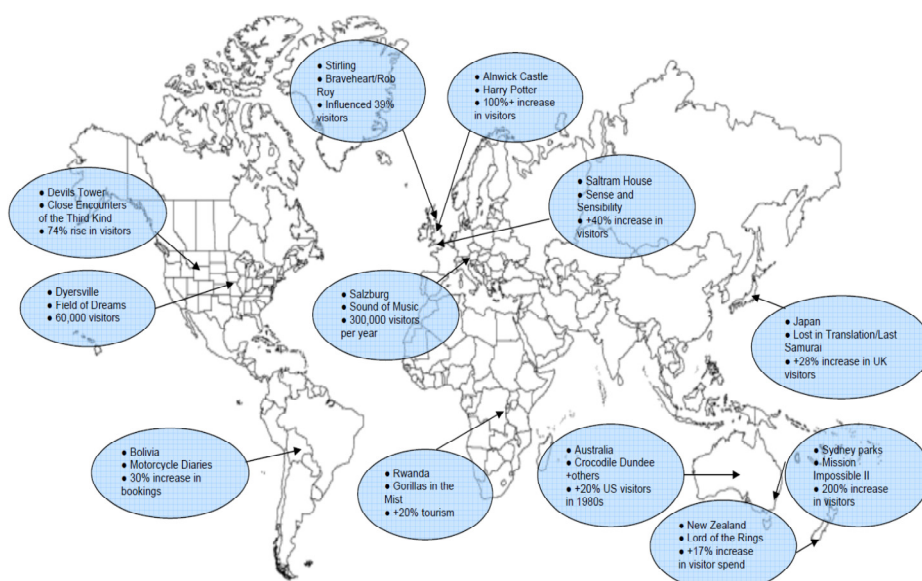 ● Stirling
● Braveheart/Rob
Roy
● Influenced 39%
visitors
● Alnwick Castle
● Harry Potter
● 100%+ increase
in visitors
● Saltram House
● Sense and
Sensibility
● +40% increase in
visitors
● Devils Tower
● Close Encounters
of the Third Kind
● 74% rise in visitors
● Dyersville
● Field of Dreams
● 60,000 visitors
● Salzburg
● Sound of Music
● 300,000 visitors
per year
● Japan
● Lost in Translation/Last
Samurai
● +28% increase in UK
visitors
● Bolivia
● Motorcycle Diaries
● 30% increase in
bookings
● Rwanda
● Gorillas in the
Mist
● +20% tourism
● Australia
● Crocodile Dundee
+others
● +20% US visitors
in 1980s
● Sydney parks
● Mission
Impossible II
● 200% increase
in visitors
● New Zealand
● Lord of the Rings
● +17% increase
in visitor spend